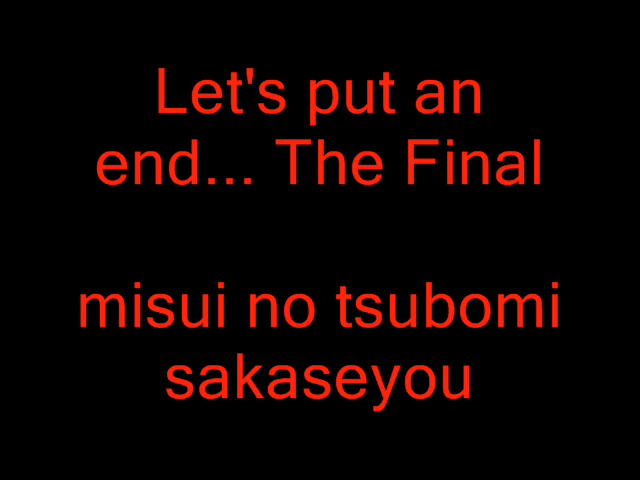 Let's put an
end... The Final
misui no tsubomi
sakaseyou